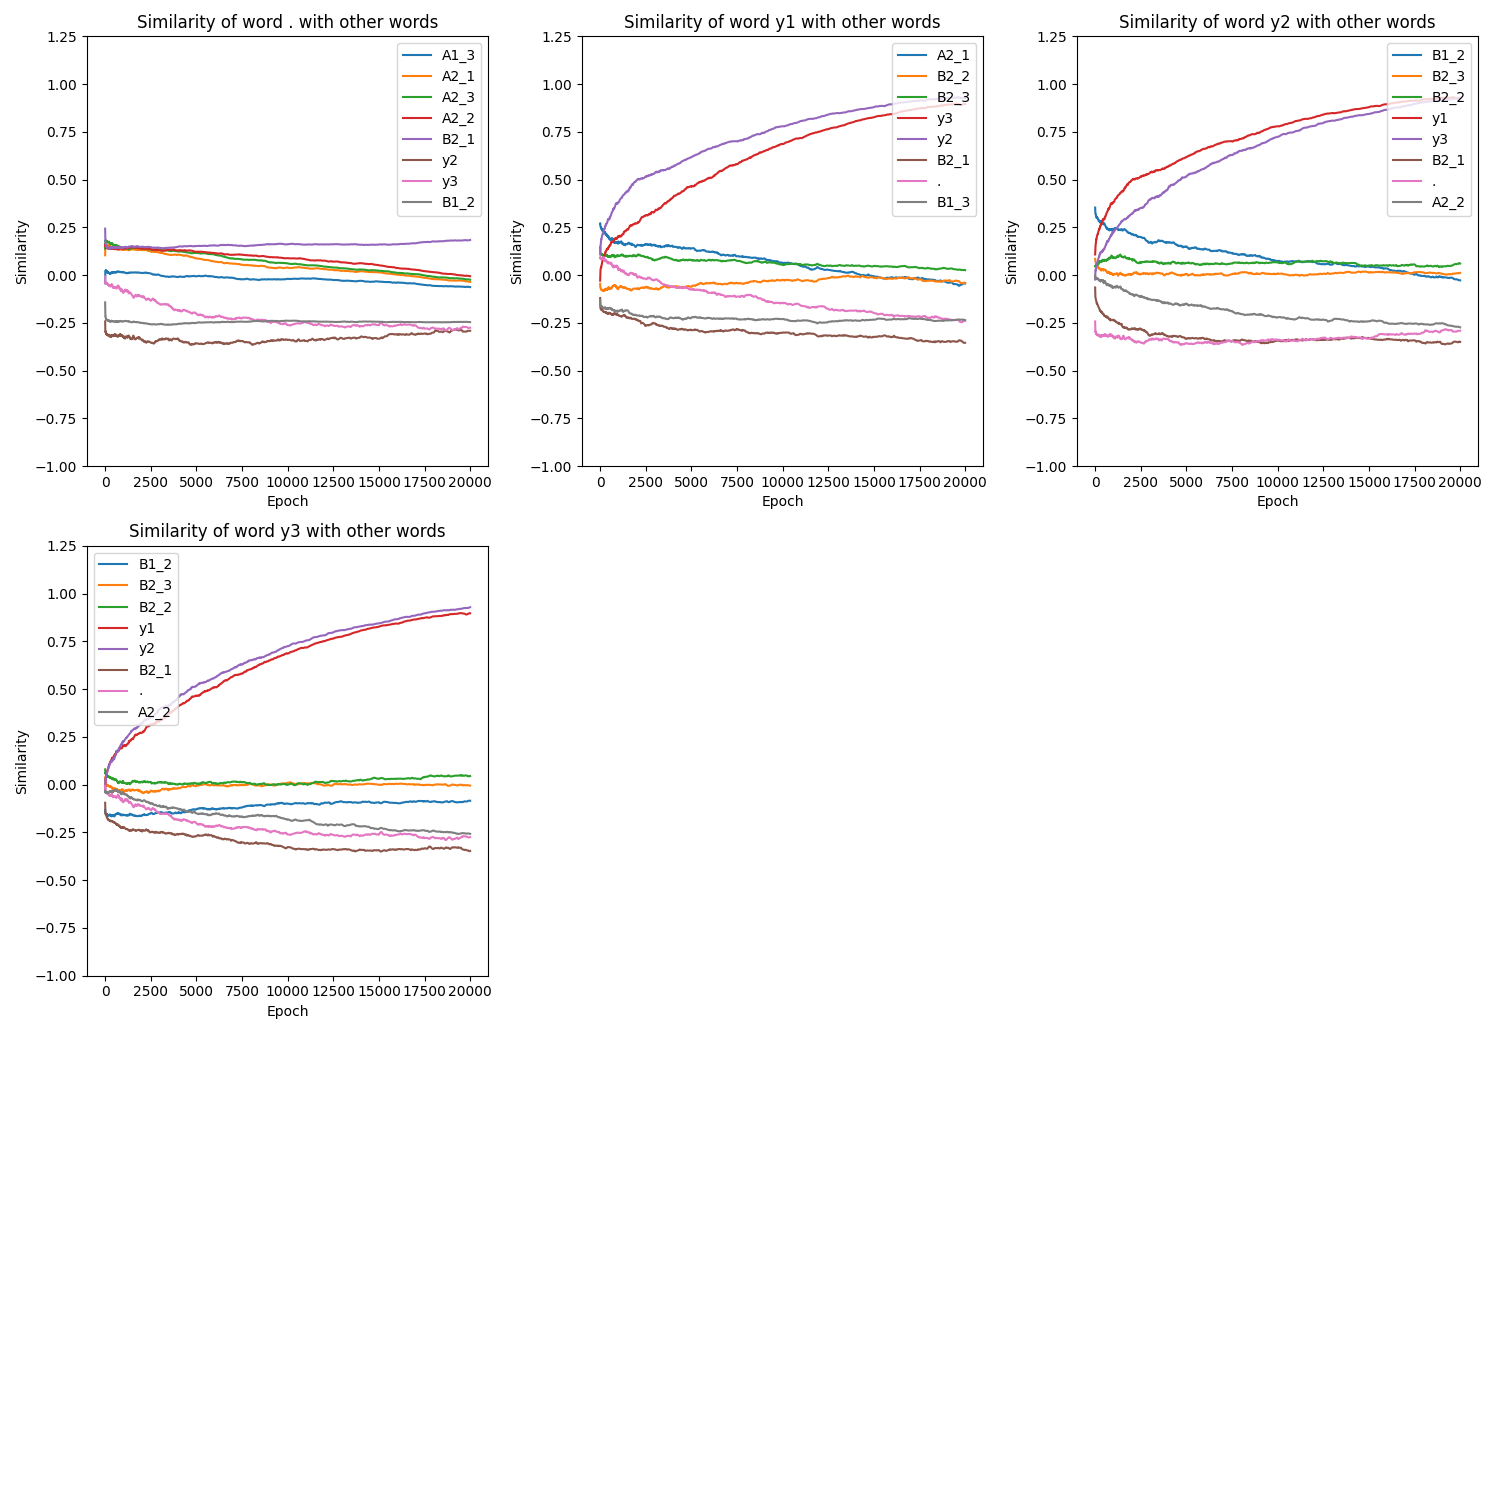 Similarity of word . with other words
1.25
1.00
0.75
0.50
0.25
0.00
−0.25
−0.50
−0.75
−1.00
Similarity
0 2500 5000 7500 10000 12500 15000 17500 20000
Epoch
A1_3
A2_1
A2_3
A2_2
B2_1
y2
y3
B1_2
Similarity of word y1 with other words
1.25
1.00
0.75
0.50
0.25
0.00
−0.25
−0.50
−0.75
−1.00
Similarity
0 2500 5000 7500 10000 12500 15000 17500 20000
Epoch
A2_1
B2_2
B2_3
y3
y2
B2_1
.
B1_3
Similarity of word y2 with other words
1.25
1.00
0.75
0.50
0.25
0.00
−0.25
−0.50
−0.75
−1.00
Similarity
0 2500 5000 7500 10000 12500 15000 17500 20000
Epoch
B1_2
B2_3
B2_2
y1
y3
B2_1
.
A2_2
Similarity of word y3 with other words
1.25
1.00
0.75
0.50
0.25
0.00
−0.25
−0.50
−0.75
−1.00
Similarity
0 2500 5000 7500 10000 12500 15000 17500 20000
Epoch
B1_2
B2_3
B2_2
y1
y2
B2_1
.
A2_2